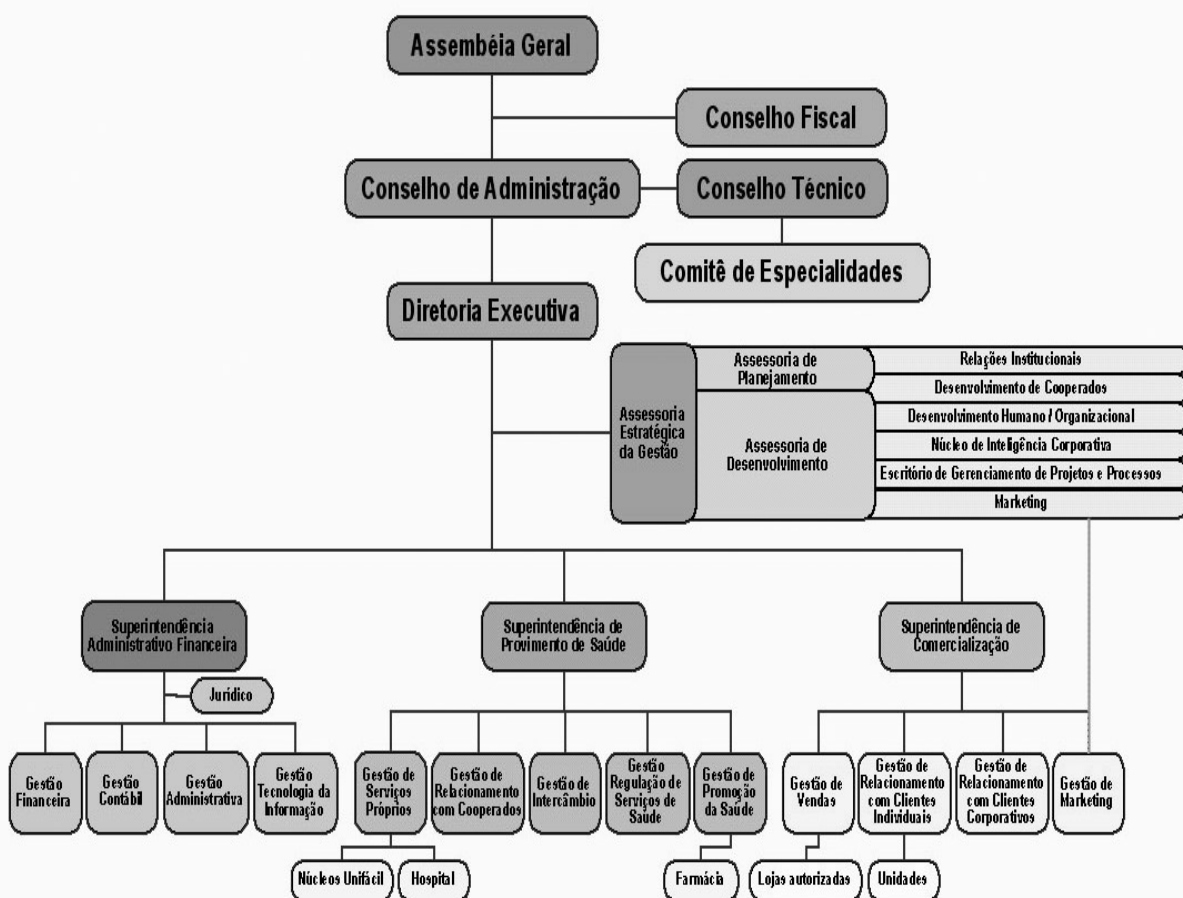 Assembéia Geral
Conselho Fiscal
Conselho de Administração
Conselho Técnico
Comitê de Especialidades
Diretoria Executiva
Assessoria
Estratégica
da Gestão
Assessoria de
Planejamento
Assessoria de
Desenvolvimento
Relações Institucionais
Desenvolvimento de Cooperados
Desenvolvimento Humano / Organizacional
Núcleo de Inteligência Corporativa
Escritório de Gerenciamento de Projetos e Processos
Marketing
Superintendência
Administrativo Financeira
Superintendência de
Provimento de Saúde
Superintendência de
Comercialização
Jurídico
Gestão
Financeira
Gestão
Contábil
Gestão
Administrativa
Gestão
Tecnologia da
Informação
Gestão de
Serviços
Próprios
Gestão de
Relacionamento
com Cooperados
Gestão de
Intercâmbio
Gestão
Regulação de
Serviços de
Saúde
Gestão de
Promoção
da Saúde
Gestão de
Vendas
Gestão de
Relacionamento
com Clientes
Individuais
Gestão de
Relacionamento
com Clientes
Corporativos
Gestão de
Marketing
Núcleos Unifácil
Hospital
Farmácia
Lojas autorizadas
Unidades